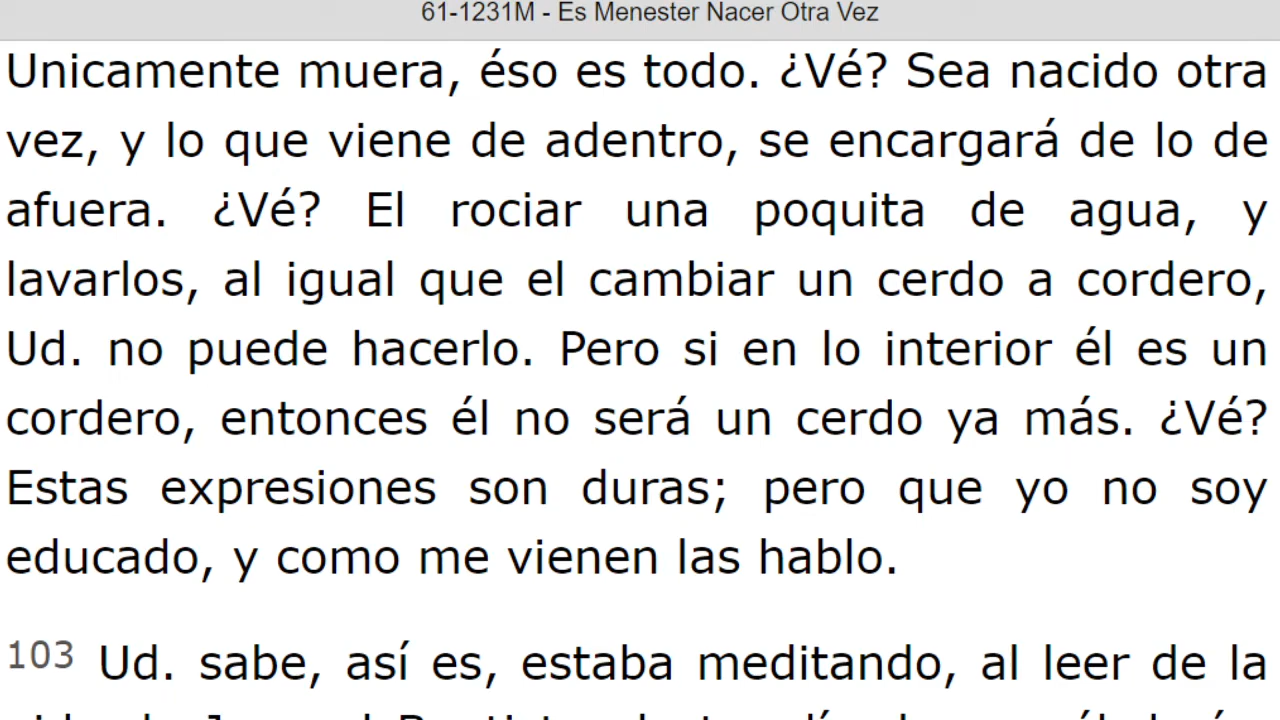 61-1231M - Es Menester Nacer Otra Vez
Unicamente muera, éso es todo. ¿Vé? Sea nacido otra
vez, y lo que viene de adentro, se encargará de lo de
afuera. ¿Vé? El rociar una poquita de agua, y
lavarlos, al igual que el cambiar un cerdo a cordero,
Ud. no puede hacerlo. Pero si en lo interior él es un
cordero, entonces él no será un cerdo ya más. ¿Vé?
Estas expresiones son duras; pero que yo no soy
educado, y como me vienen las hablo.
103 Ud. sabe, así es, estaba meditando, al leer de la